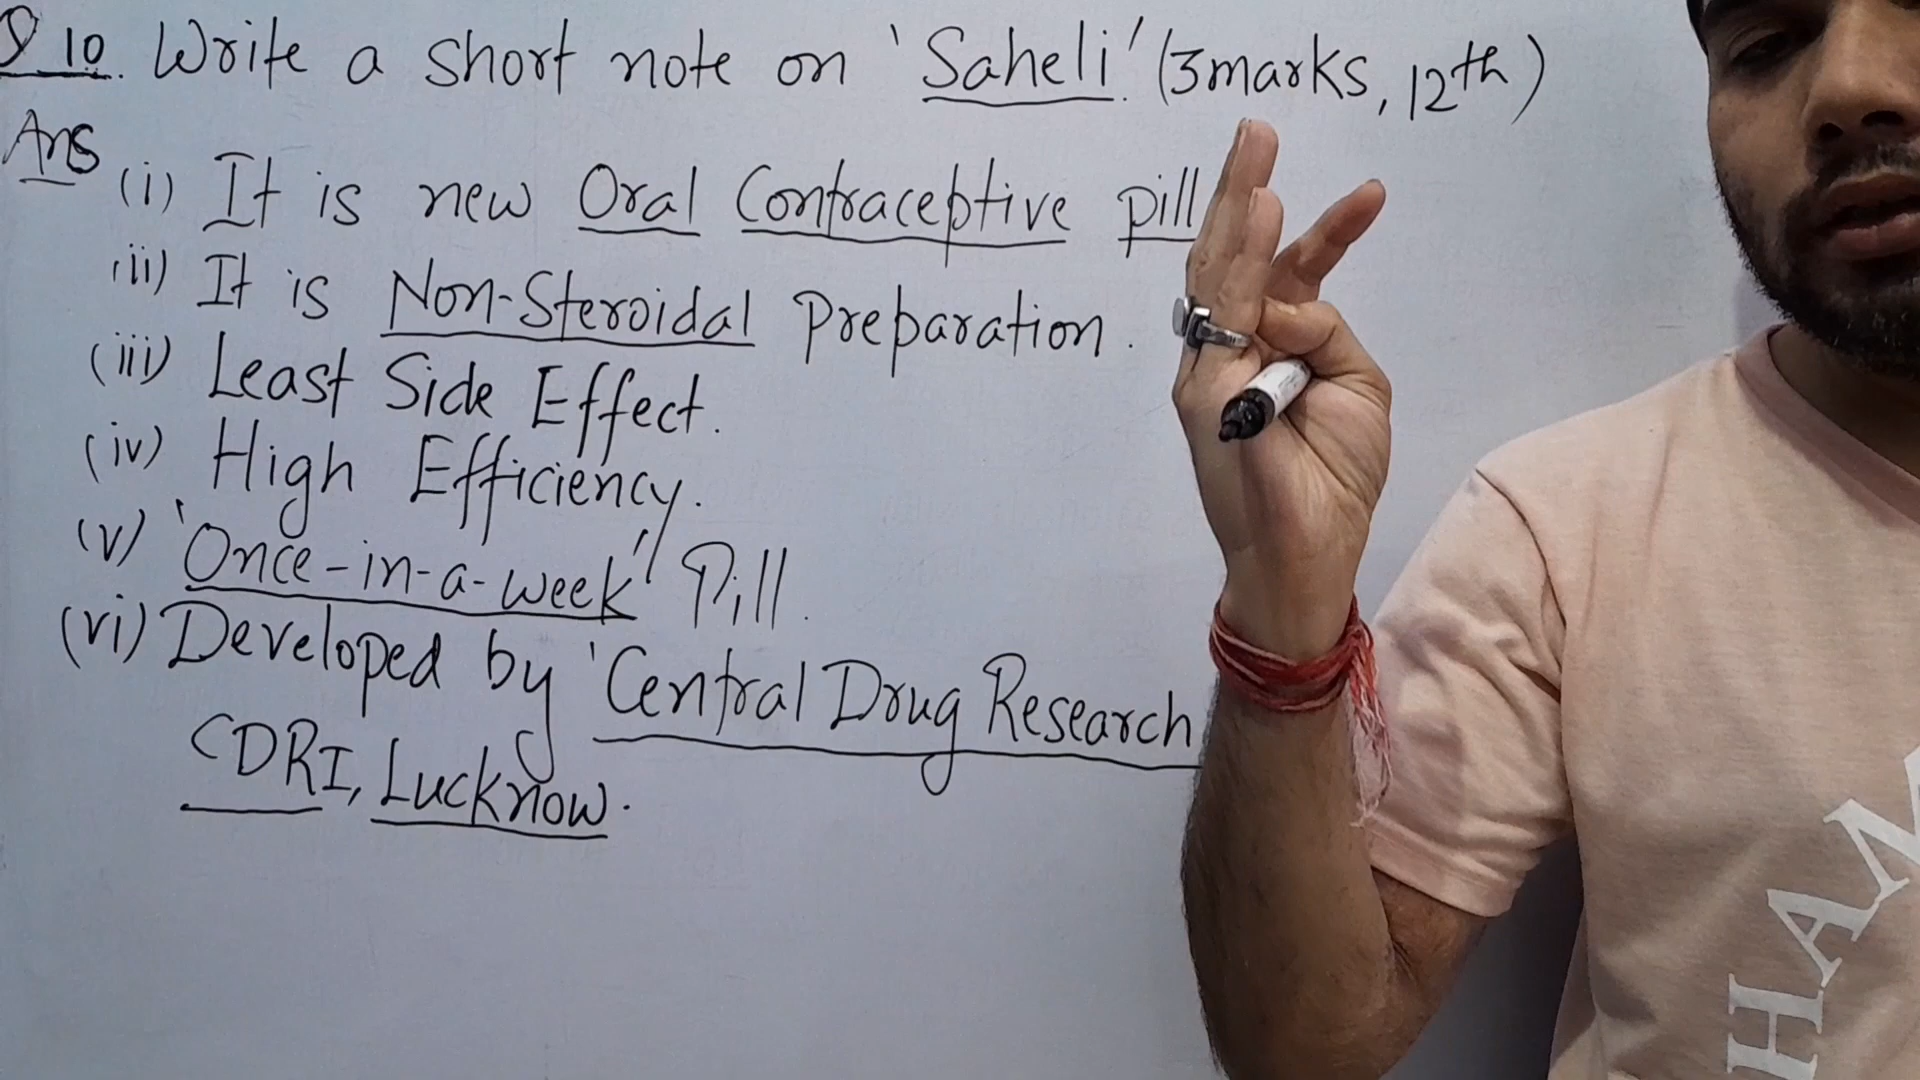 Q 10. Write a short note on 'Saheli'. (3marks, 12th)
Ans
(i) It is new Oral Contraceptive pill
(ii) It is Non-Steroidal Preparation.
(iii) Least Side Effect.
(iv) High Efficiency.
(v) 'Once-in-a-week' Pill.
(vi) Developed by 'Central Drug Research
CDRI, Lucknow.
HAM